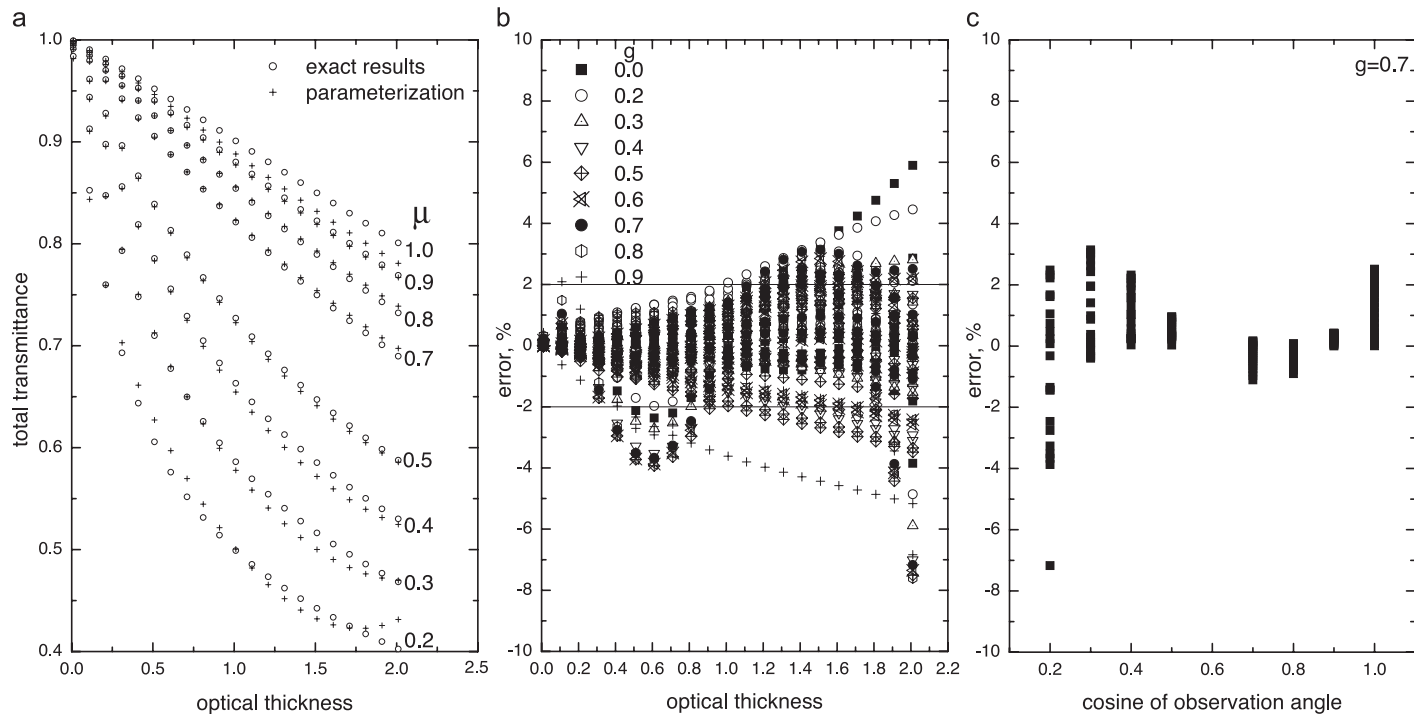 a
1.0
0.9
0.8
0.7
0.6
0.5
0.4
total transmittance
exact results
parameterization
μ
1.0
0.9
0.8
0.7
0.5
0.4
0.3
0.2
0.0 0.5 1.0 1.5 2.0 2.5
optical thickness
b
10
8
6
4
2
0
-2
-4
-6
-8
-10
error, %
g
0.0
0.2
0.3
0.4
0.5
0.6
0.7
0.8
0.9
0.0 0.2 0.4 0.6 0.8 1.0 1.2 1.4 1.6 1.8 2.0 2.2
optical thickness
c
10
8
6
4
2
0
-2
-4
-6
-8
-10
error, %
g=0.7
0.2 0.4 0.6 0.8 1.0
cosine of observation angle